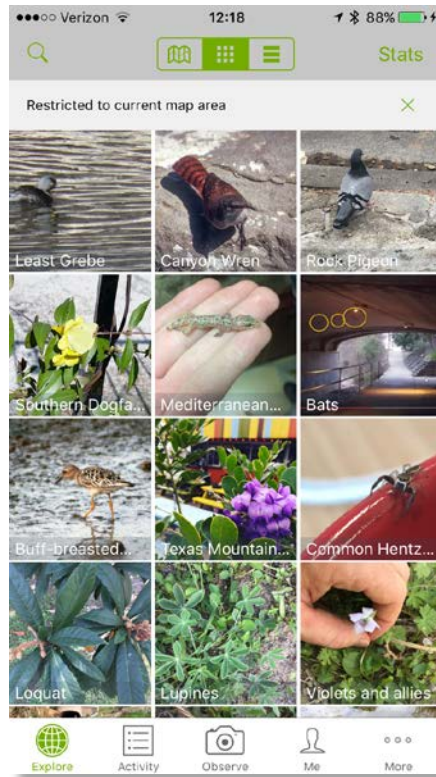 Verizon 12:18 88%
Stats
Restricted to current map area
Least Grebe Canyon Wren Rock Pigeon
Southern Dogfa... Mediterranean... Bats
Buff-breasted... Texas Mountain... Common Hentz...
Loquat Lupines Violets and allies
Explore Activity Observe Me More